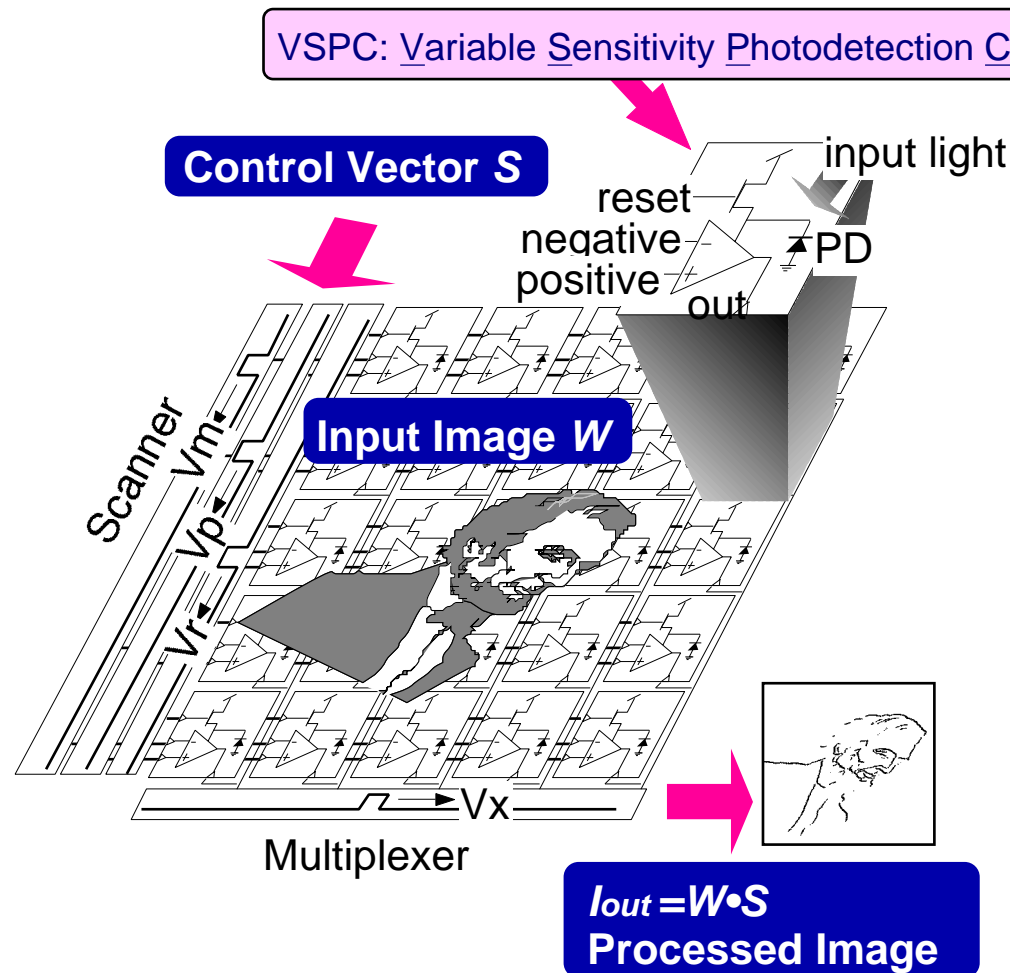 VSPC: Variable Sensitivity Photodetection C
Control Vector S
input light
reset
negative
PD
positive
out
Input Image W
Scanner
Vm
Vp
Vr
Vx
Multiplexer
Iout =W•S
Processed Image